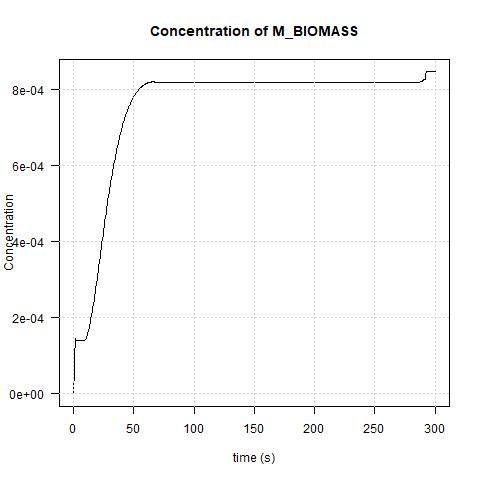 Concentration of M_BIOMASS
Concentration
8e-04
6e-04
4e-04
2e-04
0e+00
0 50 100 150 200 250 300
time (s)